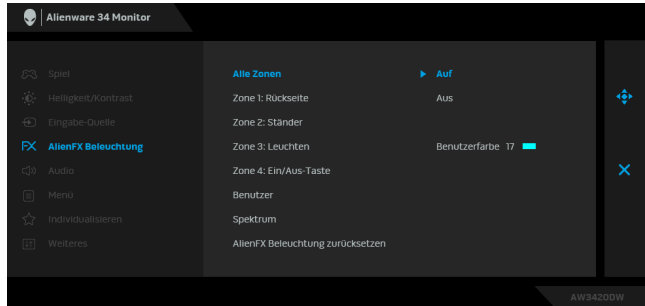 Alienware 34 Monitor
Spiel
Alle Zonen
Auf
Helligkeit/Kontrast
Zone 1: Rückseite
Aus
Eingabe-Quelle
Zone 2: Ständer
FX AlienFX Beleuchtung
Zone 3: Leuchten
Benutzerfarbe 17
Audio
Zone 4: Ein/Aus-Taste
Menü
Benutzer
Individualisieren
Spektrum
Weiteres
AlienFX Beleuchtung zurücksetzen
AW3420DW